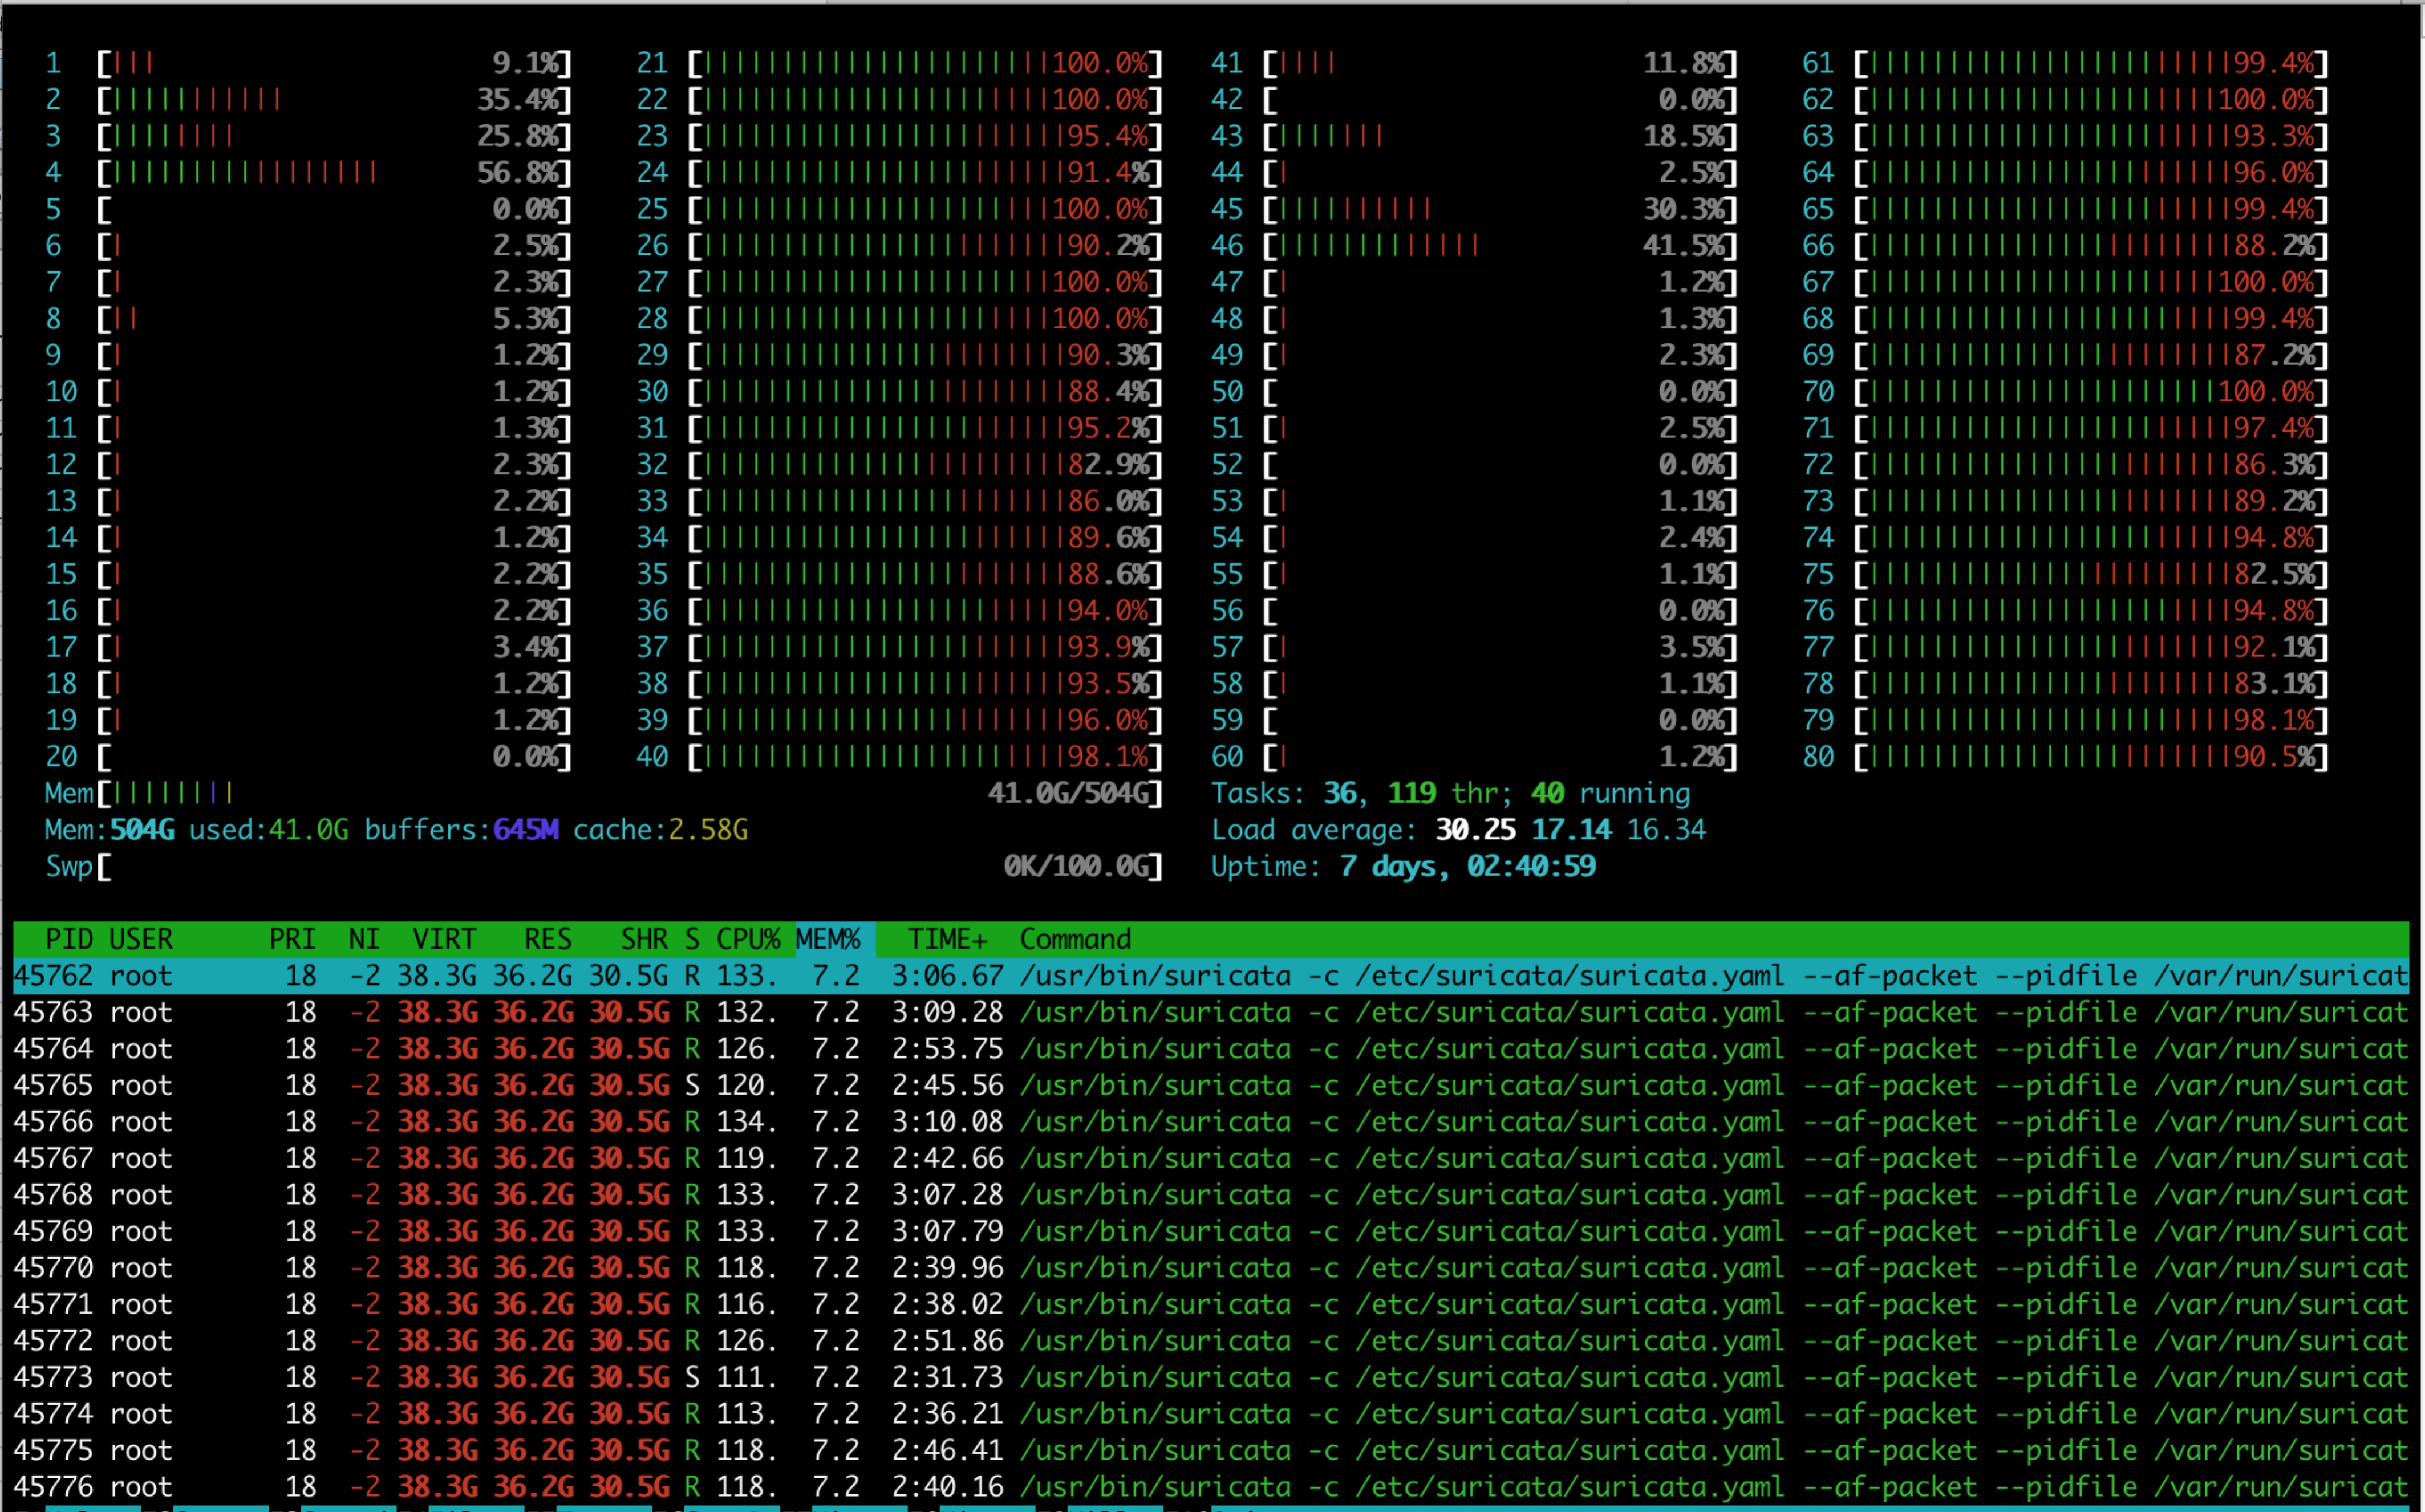 1 [||| 9.1%] 21 [||||||||||||||||||||||100.0%] 41 [|||| 11.8%] 61 [|||||||||||||||||||||||99.4%]
2 [||||||||||| 35.4%] 22 [||||||||||||||||||||||100.0%] 42 [ 0.0%] 62 [||||||||||||||||||||||100.0%]
3 [|||||||| 25.8%] 23 [|||||||||||||||||||||||95.4%] 43 [||||||| 18.5%] 63 [|||||||||||||||||||||||93.3%]
4 [||||||||||||||||| 56.8%] 24 [|||||||||||||||||||||||91.4%] 44 [| 2.5%] 64 [|||||||||||||||||||||||96.0%]
5 [ 0.0%] 25 [||||||||||||||||||||||100.0%] 45 [|||||||||| 30.3%] 65 [|||||||||||||||||||||||99.4%]
6 [| 2.5%] 26 [|||||||||||||||||||||||90.2%] 46 [||||||||||||| 41.5%] 66 [|||||||||||||||||||||||88.2%]
7 [| 2.3%] 27 [||||||||||||||||||||||100.0%] 47 [| 1.2%] 67 [||||||||||||||||||||||100.0%]
8 [|| 5.3%] 28 [||||||||||||||||||||||100.0%] 48 [| 1.3%] 68 [|||||||||||||||||||||||99.4%]
9 [| 1.2%] 29 [|||||||||||||||||||||||90.3%] 49 [| 2.3%] 69 [|||||||||||||||||||||||87.2%]
10 [| 1.2%] 30 [|||||||||||||||||||||||88.4%] 50 [ 0.0%] 70 [||||||||||||||||||||||100.0%]
11 [| 1.3%] 31 [|||||||||||||||||||||||95.2%] 51 [| 2.5%] 71 [|||||||||||||||||||||||97.4%]
12 [| 2.3%] 32 [|||||||||||||||||||||||82.9%] 52 [ 0.0%] 72 [|||||||||||||||||||||||86.3%]
13 [| 2.2%] 33 [|||||||||||||||||||||||86.0%] 53 [| 1.1%] 73 [|||||||||||||||||||||||89.2%]
14 [| 1.2%] 34 [|||||||||||||||||||||||89.6%] 54 [| 2.4%] 74 [|||||||||||||||||||||||94.8%]
15 [| 2.2%] 35 [|||||||||||||||||||||||88.6%] 55 [| 1.1%] 75 [|||||||||||||||||||||||82.5%]
16 [| 2.2%] 36 [|||||||||||||||||||||||94.0%] 56 [ 0.0%] 76 [|||||||||||||||||||||||94.8%]
17 [| 3.4%] 37 [|||||||||||||||||||||||93.9%] 57 [| 3.5%] 77 [|||||||||||||||||||||||92.1%]
18 [| 1.2%] 38 [|||||||||||||||||||||||93.5%] 58 [| 1.1%] 78 [|||||||||||||||||||||||83.1%]
19 [| 1.2%] 39 [|||||||||||||||||||||||96.0%] 59 [ 0.0%] 79 [|||||||||||||||||||||||98.1%]
20 [ 0.0%] 40 [|||||||||||||||||||||||98.1%] 60 [| 1.2%] 80 [|||||||||||||||||||||||90.5%]
Mem[|||||||| 41.0G/504G] Tasks: 36, 119 thr; 40 running
Mem:504G used:41.0G buffers:645M cache:2.58G Load average: 30.25 17.14 16.34
Swp[ 0K/100.0G] Uptime: 7 days, 02:40:59
PID USER PRI NI VIRT RES SHR S CPU% MEM% TIME+ Command
45762 root 18 -2 38.3G 36.2G 30.5G R 133. 7.2 3:06.67 /usr/bin/suricata -c /etc/suricata/suricata.yaml --af-packet --pidfile /var/run/suricat
45763 root 18 -2 38.3G 36.2G 30.5G R 132. 7.2 3:09.28 /usr/bin/suricata -c /etc/suricata/suricata.yaml --af-packet --pidfile /var/run/suricat
45764 root 18 -2 38.3G 36.2G 30.5G R 126. 7.2 2:53.75 /usr/bin/suricata -c /etc/suricata/suricata.yaml --af-packet --pidfile /var/run/suricat
45765 root 18 -2 38.3G 36.2G 30.5G S 120. 7.2 2:45.56 /usr/bin/suricata -c /etc/suricata/suricata.yaml --af-packet --pidfile /var/run/suricat
45766 root 18 -2 38.3G 36.2G 30.5G R 134. 7.2 3:10.08 /usr/bin/suricata -c /etc/suricata/suricata.yaml --af-packet --pidfile /var/run/suricat
45767 root 18 -2 38.3G 36.2G 30.5G R 119. 7.2 2:42.66 /usr/bin/suricata -c /etc/suricata/suricata.yaml --af-packet --pidfile /var/run/suricat
45768 root 18 -2 38.3G 36.2G 30.5G R 133. 7.2 3:07.28 /usr/bin/suricata -c /etc/suricata/suricata.yaml --af-packet --pidfile /var/run/suricat
45769 root 18 -2 38.3G 36.2G 30.5G R 133. 7.2 3:07.79 /usr/bin/suricata -c /etc/suricata/suricata.yaml --af-packet --pidfile /var/run/suricat
45770 root 18 -2 38.3G 36.2G 30.5G R 118. 7.2 2:39.96 /usr/bin/suricata -c /etc/suricata/suricata.yaml --af-packet --pidfile /var/run/suricat
45771 root 18 -2 38.3G 36.2G 30.5G R 116. 7.2 2:38.02 /usr/bin/suricata -c /etc/suricata/suricata.yaml --af-packet --pidfile /var/run/suricat
45772 root 18 -2 38.3G 36.2G 30.5G R 126. 7.2 2:51.86 /usr/bin/suricata -c /etc/suricata/suricata.yaml --af-packet --pidfile /var/run/suricat
45773 root 18 -2 38.3G 36.2G 30.5G S 111. 7.2 2:31.73 /usr/bin/suricata -c /etc/suricata/suricata.yaml --af-packet --pidfile /var/run/suricat
45774 root 18 -2 38.3G 36.2G 30.5G R 113. 7.2 2:36.21 /usr/bin/suricata -c /etc/suricata/suricata.yaml --af-packet --pidfile /var/run/suricat
45775 root 18 -2 38.3G 36.2G 30.5G R 118. 7.2 2:46.41 /usr/bin/suricata -c /etc/suricata/suricata.yaml --af-packet --pidfile /var/run/suricat
45776 root 18 -2 38.3G 36.2G 30.5G R 118. 7.2 2:40.16 /usr/bin/suricata -c /etc/suricata/suricata.yaml --af-packet --pidfile /var/run/suricat